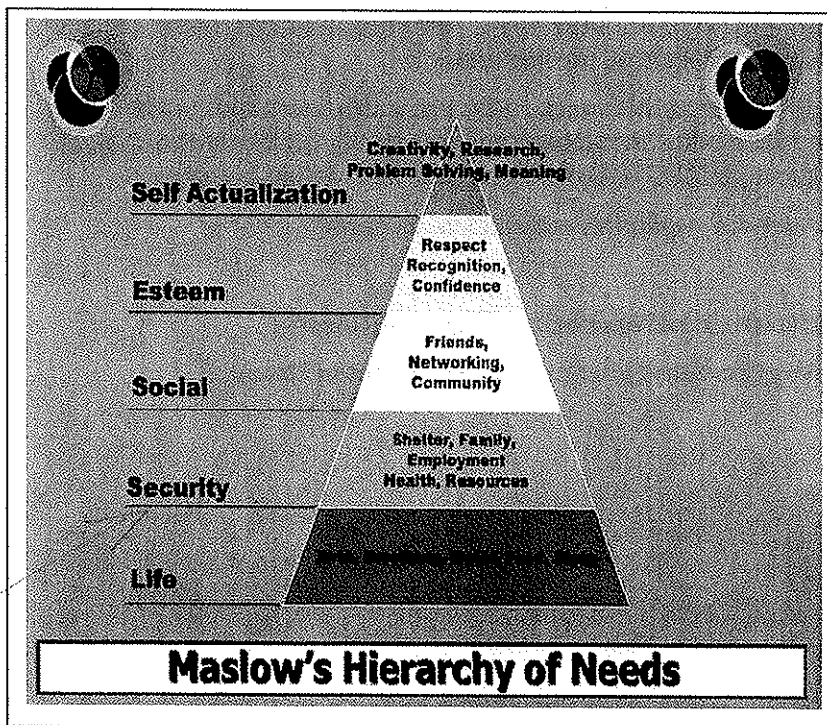 Creativity, Research,
Problem Solving, Meaning
Self Actualization
Respect
Recognition,
Confidence
Esteem
Friends,
Networking,
Community
Social
Shelter, Family,
Employment
Health, Resources
Security
Life
Maslow's Hierarchy of Needs